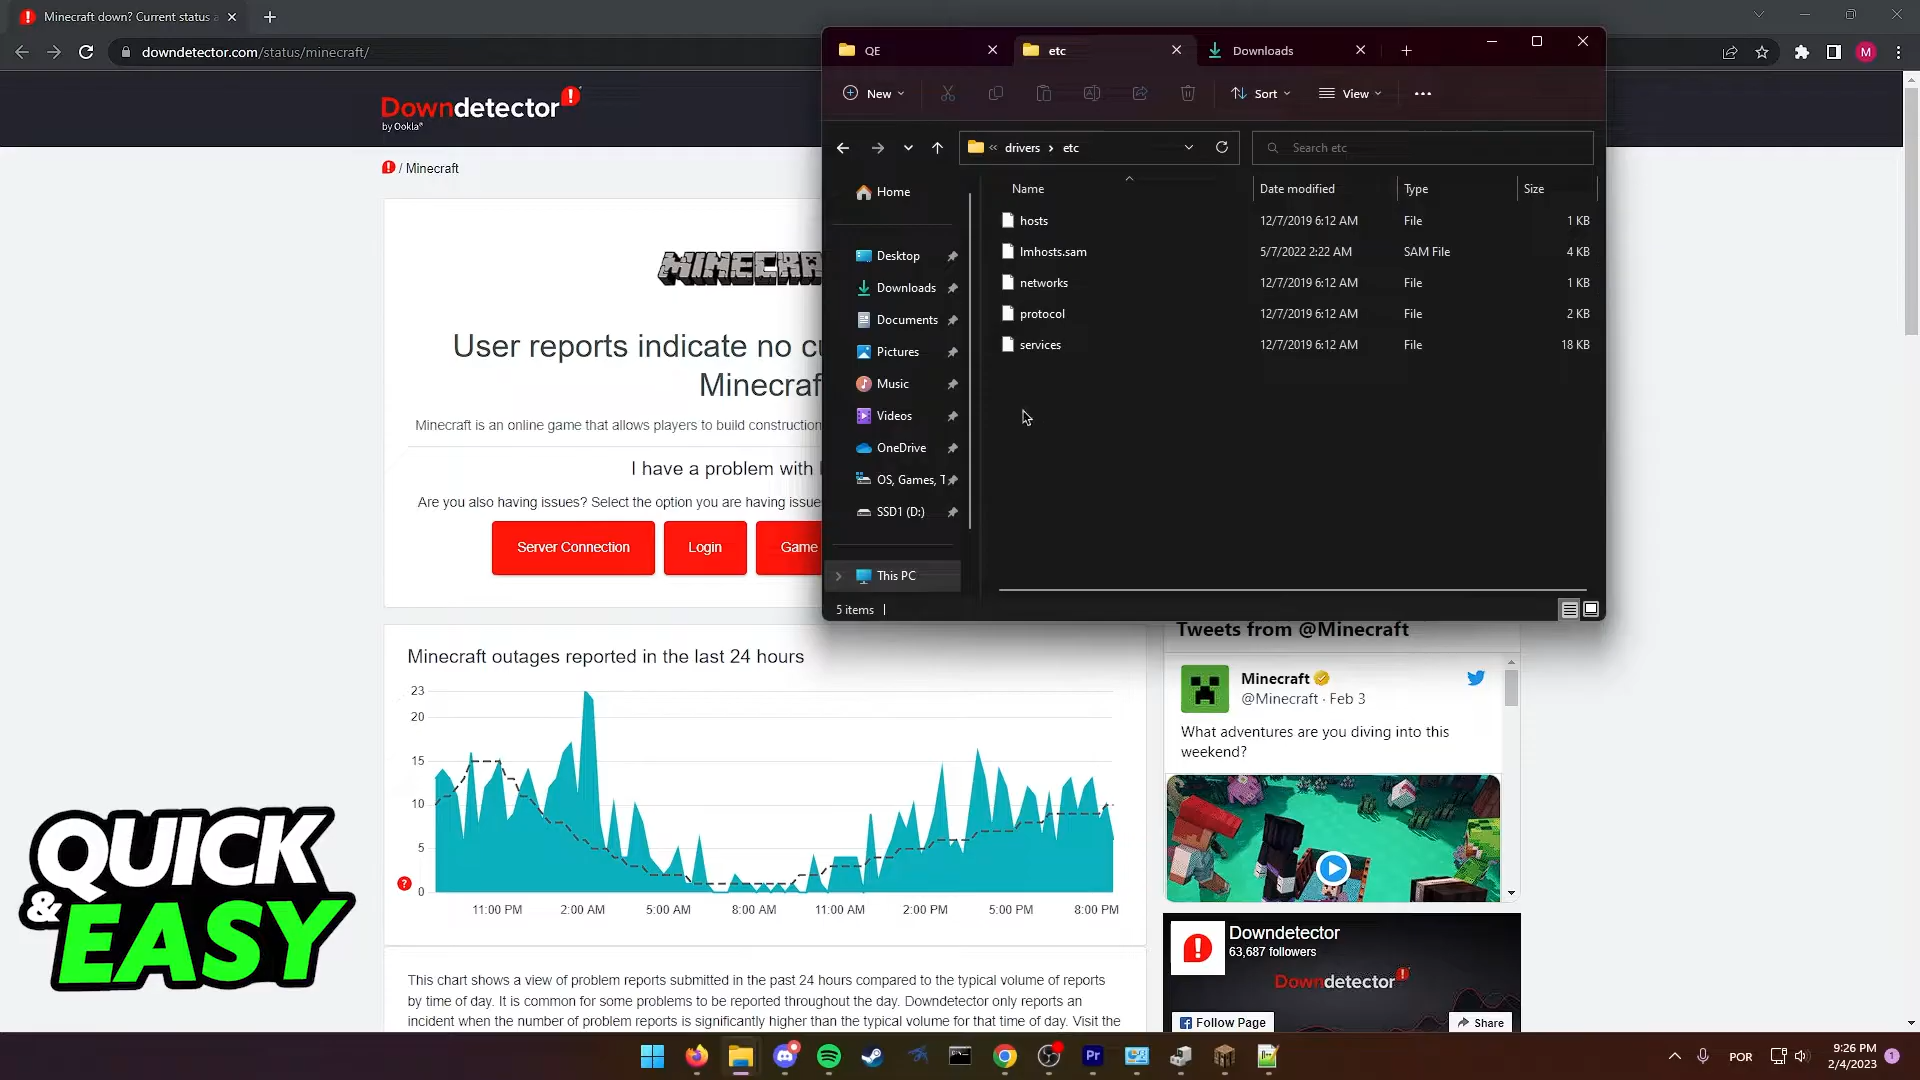 Minecraft down? Current status a
downdetector.com/status/minecraft/
M
Downdetector!
by Ookla®
! / Minecraft
MINECRA
User reports indicate no cu
Minecraf
Minecraft is an online game that allows players to build construction
I have a problem with
Are you also having issues? Select the option you are having issue
Server Connection
Login
Game
QE
etc
Downloads
New
Sort
View
« drivers › etc
Search etc
Name
Date modified
Type
Size
hosts
12/7/2019 6:12 AM
File
1 KB
lmhosts.sam
5/7/2022 2:22 AM
SAM File
4 KB
networks
12/7/2019 6:12 AM
File
1 KB
protocol
12/7/2019 6:12 AM
File
2 KB
services
12/7/2019 6:12 AM
File
18 KB
Home
Desktop
Downloads
Documents
Pictures
Music
Videos
OneDrive
OS, Games, T
SSD1 (D:)
This PC
5 items
Minecraft outages reported in the last 24 hours
23
20
15
10
5
0
?
11:00 PM
2:00 AM
5:00 AM
8:00 AM
11:00 AM
2:00 PM
5:00 PM
8:00 PM
This chart shows a view of problem reports submitted in the past 24 hours compared to the typical volume of reports
by time of day. It is common for some problems to be reported throughout the day. Downdetector only reports an
incident when the number of problem reports is significantly higher than the typical volume for that time of day. Visit the
Tweets from @Minecraft
Minecraft
@Minecraft · Feb 3
What adventures are you diving into this
weekend?
Downdetector
63,687 followers
Downdetector!
Follow Page
Share
QUICK
& EASY
Pr
POR
9:26 PM
2/4/2023
1